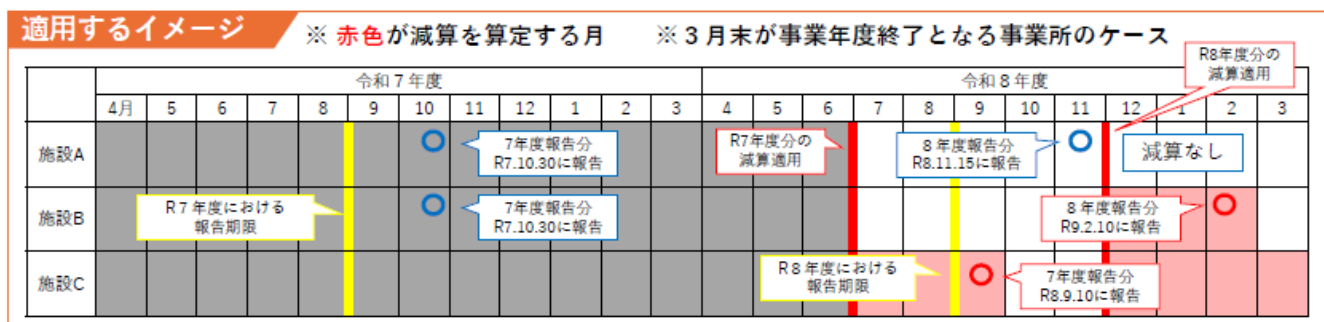 適用するイメージ
※ 赤色が減算を算定する月 ※３月末が事業年度終了となる事業所のケース
R8年度分の
減算適用
令和７年度 令和８年度
4月 5 6 7 8 9 10 11 12 1 2 3 4 5 6 7 8 9 10 11 12 1 2 3
施設A
7年度報告分
R7.10.30に報告
R7年度分の
減算適用
８年度報告分
R8.11.15に報告
減算なし
施設B
R７年度における
報告期限
7年度報告分
R7.10.30に報告
８年度報告分
R9.2.10に報告
施設C
R８年度における
報告期限
7年度報告分
R8.9.10に報告